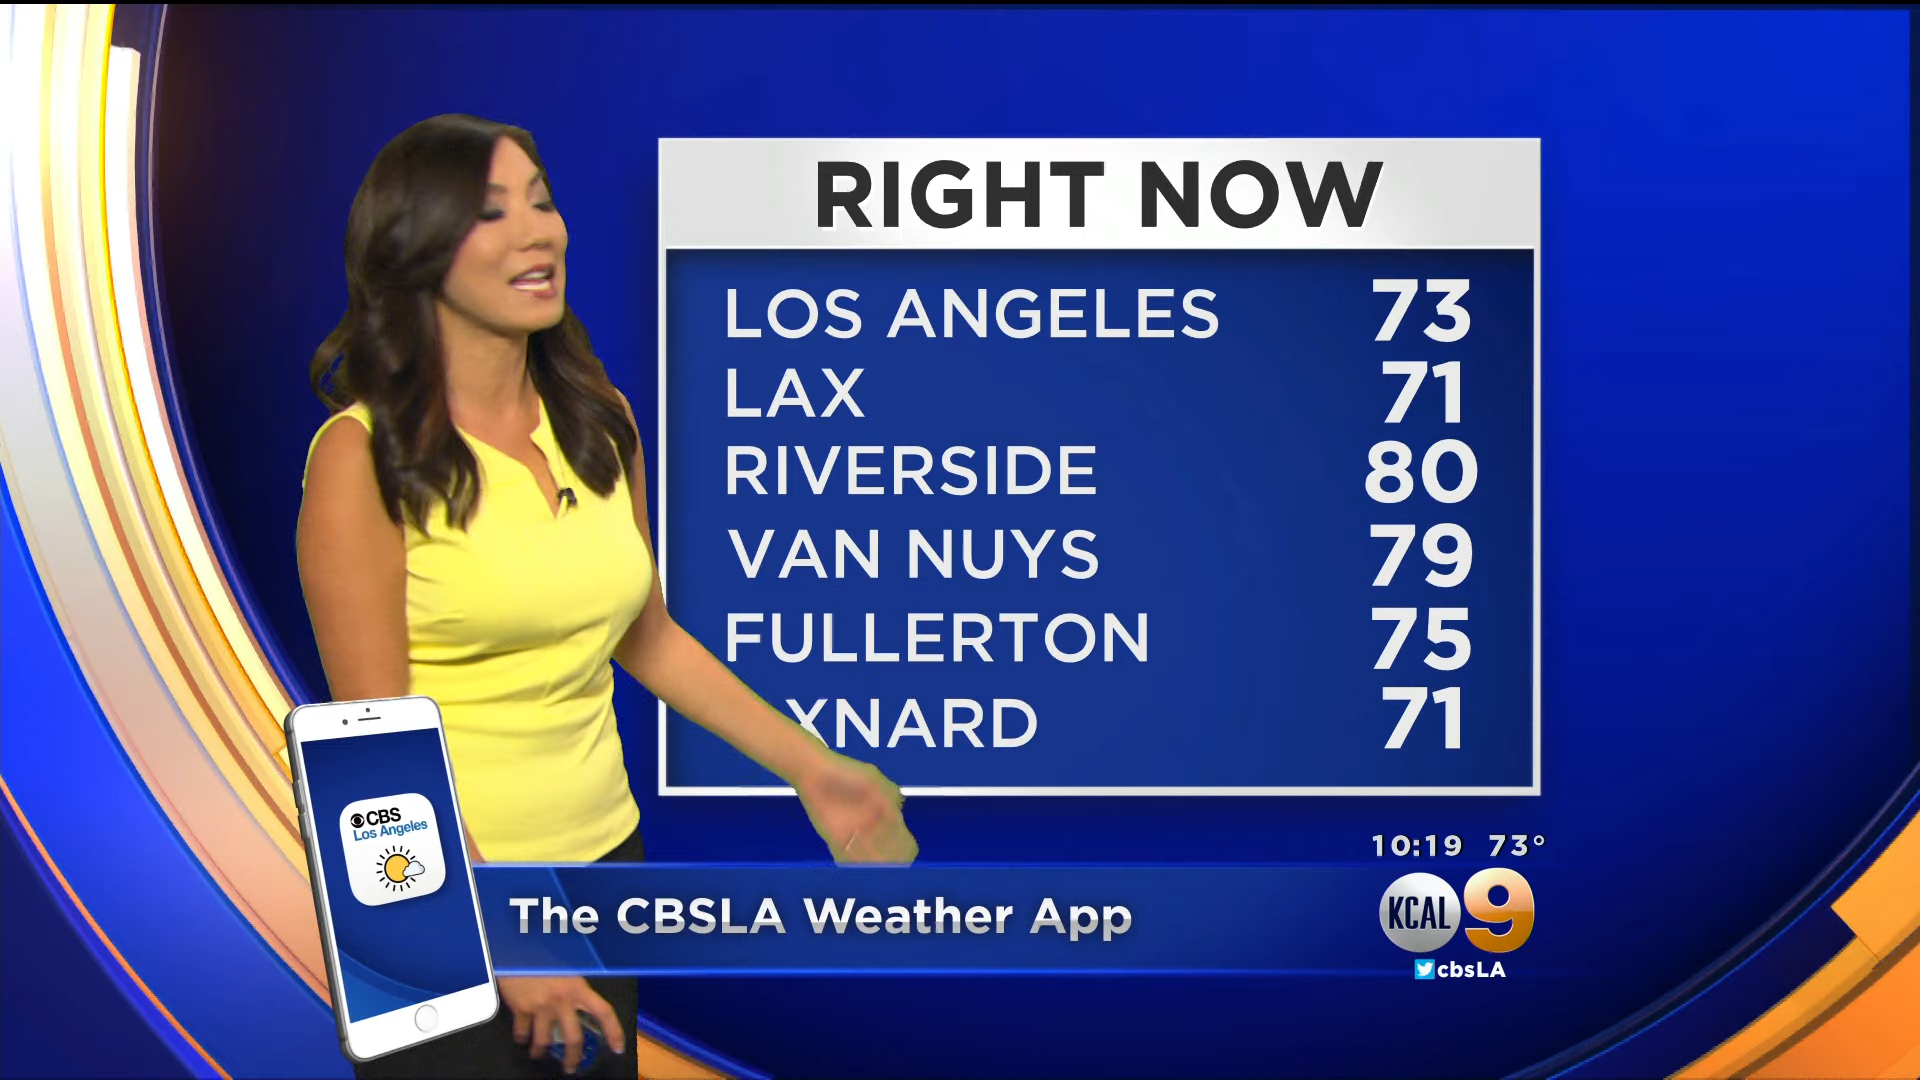 RIGHT NOW
LOS ANGELES 73
LAX 71
RIVERSIDE 80
VAN NUYS 79
FULLERTON 75
XNARD 71
CBS
Los Angeles
The CBSLA Weather App
10:19 73°
KCAL 9
cbsLA